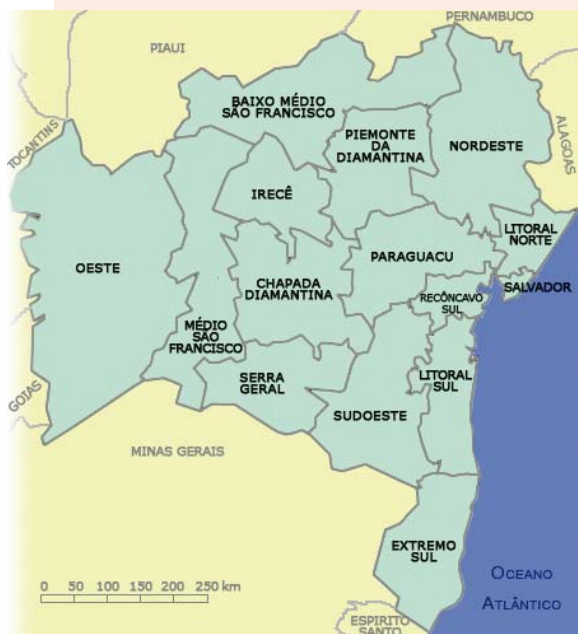 PERNAMBUCO
PIAUI
BAIXO MÉDIO
SÃO FRANCISCO
PIEMONTE
DA
DIAMANTINA
NORDESTE
ALAGOAS
TOCANTINS
IRECÊ
LITORAL
NORTE
OESTE
PARAGUACU
CHAPADA
DIAMANTINA
SALVADOR
RECÔNCAVO
SUL
MÉDIO
SÃO
FRANCISCO
SERRA
GERAL
LITORAL
SUL
GOIAS
SUDOESTE
MINAS GERAIS
EXTREMO
SUL
OCEANO
ATLÂNTICO
0 50 100 150 200 250 km
ESPIRITO
SANTO